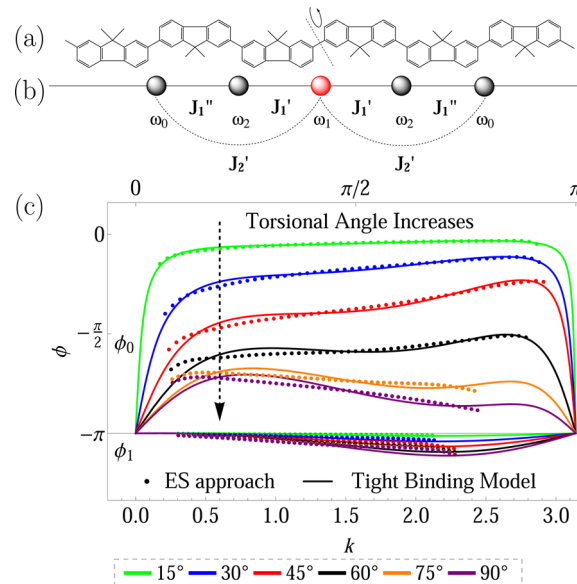 (a)
(b)
J₁'' J₁' J₁' J₁''
ω₀ ω₂ ω₁ ω₂ ω₀
J₂' J₂'
(c)
0 π/2 π
Torsional Angle Increases
0
-π/2
ϕ
ϕ₀
-π
ϕ₁
• ES approach — Tight Binding Model
0.0 0.5 1.0 1.5 2.0 2.5 3.0
k
15° 30° 45° 60° 75° 90°